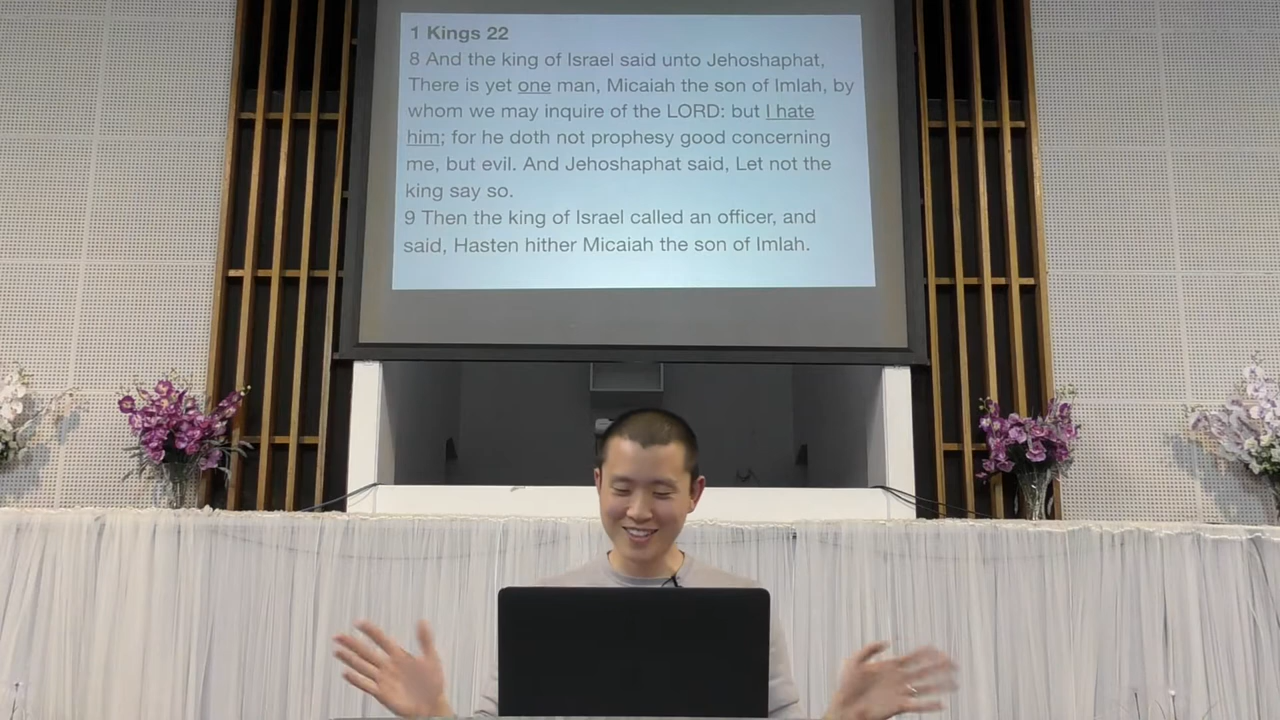 1 Kings 22
8 And the king of Israel said unto Jehoshaphat,
There is yet one man, Micaiah the son of Imlah, by
whom we may inquire of the LORD: but I hate
him; for he doth not prophesy good concerning
me, but evil. And Jehoshaphat said, Let not the
king say so.
9 Then the king of Israel called an officer, and
said, Hasten hither Micaiah the son of Imlah.